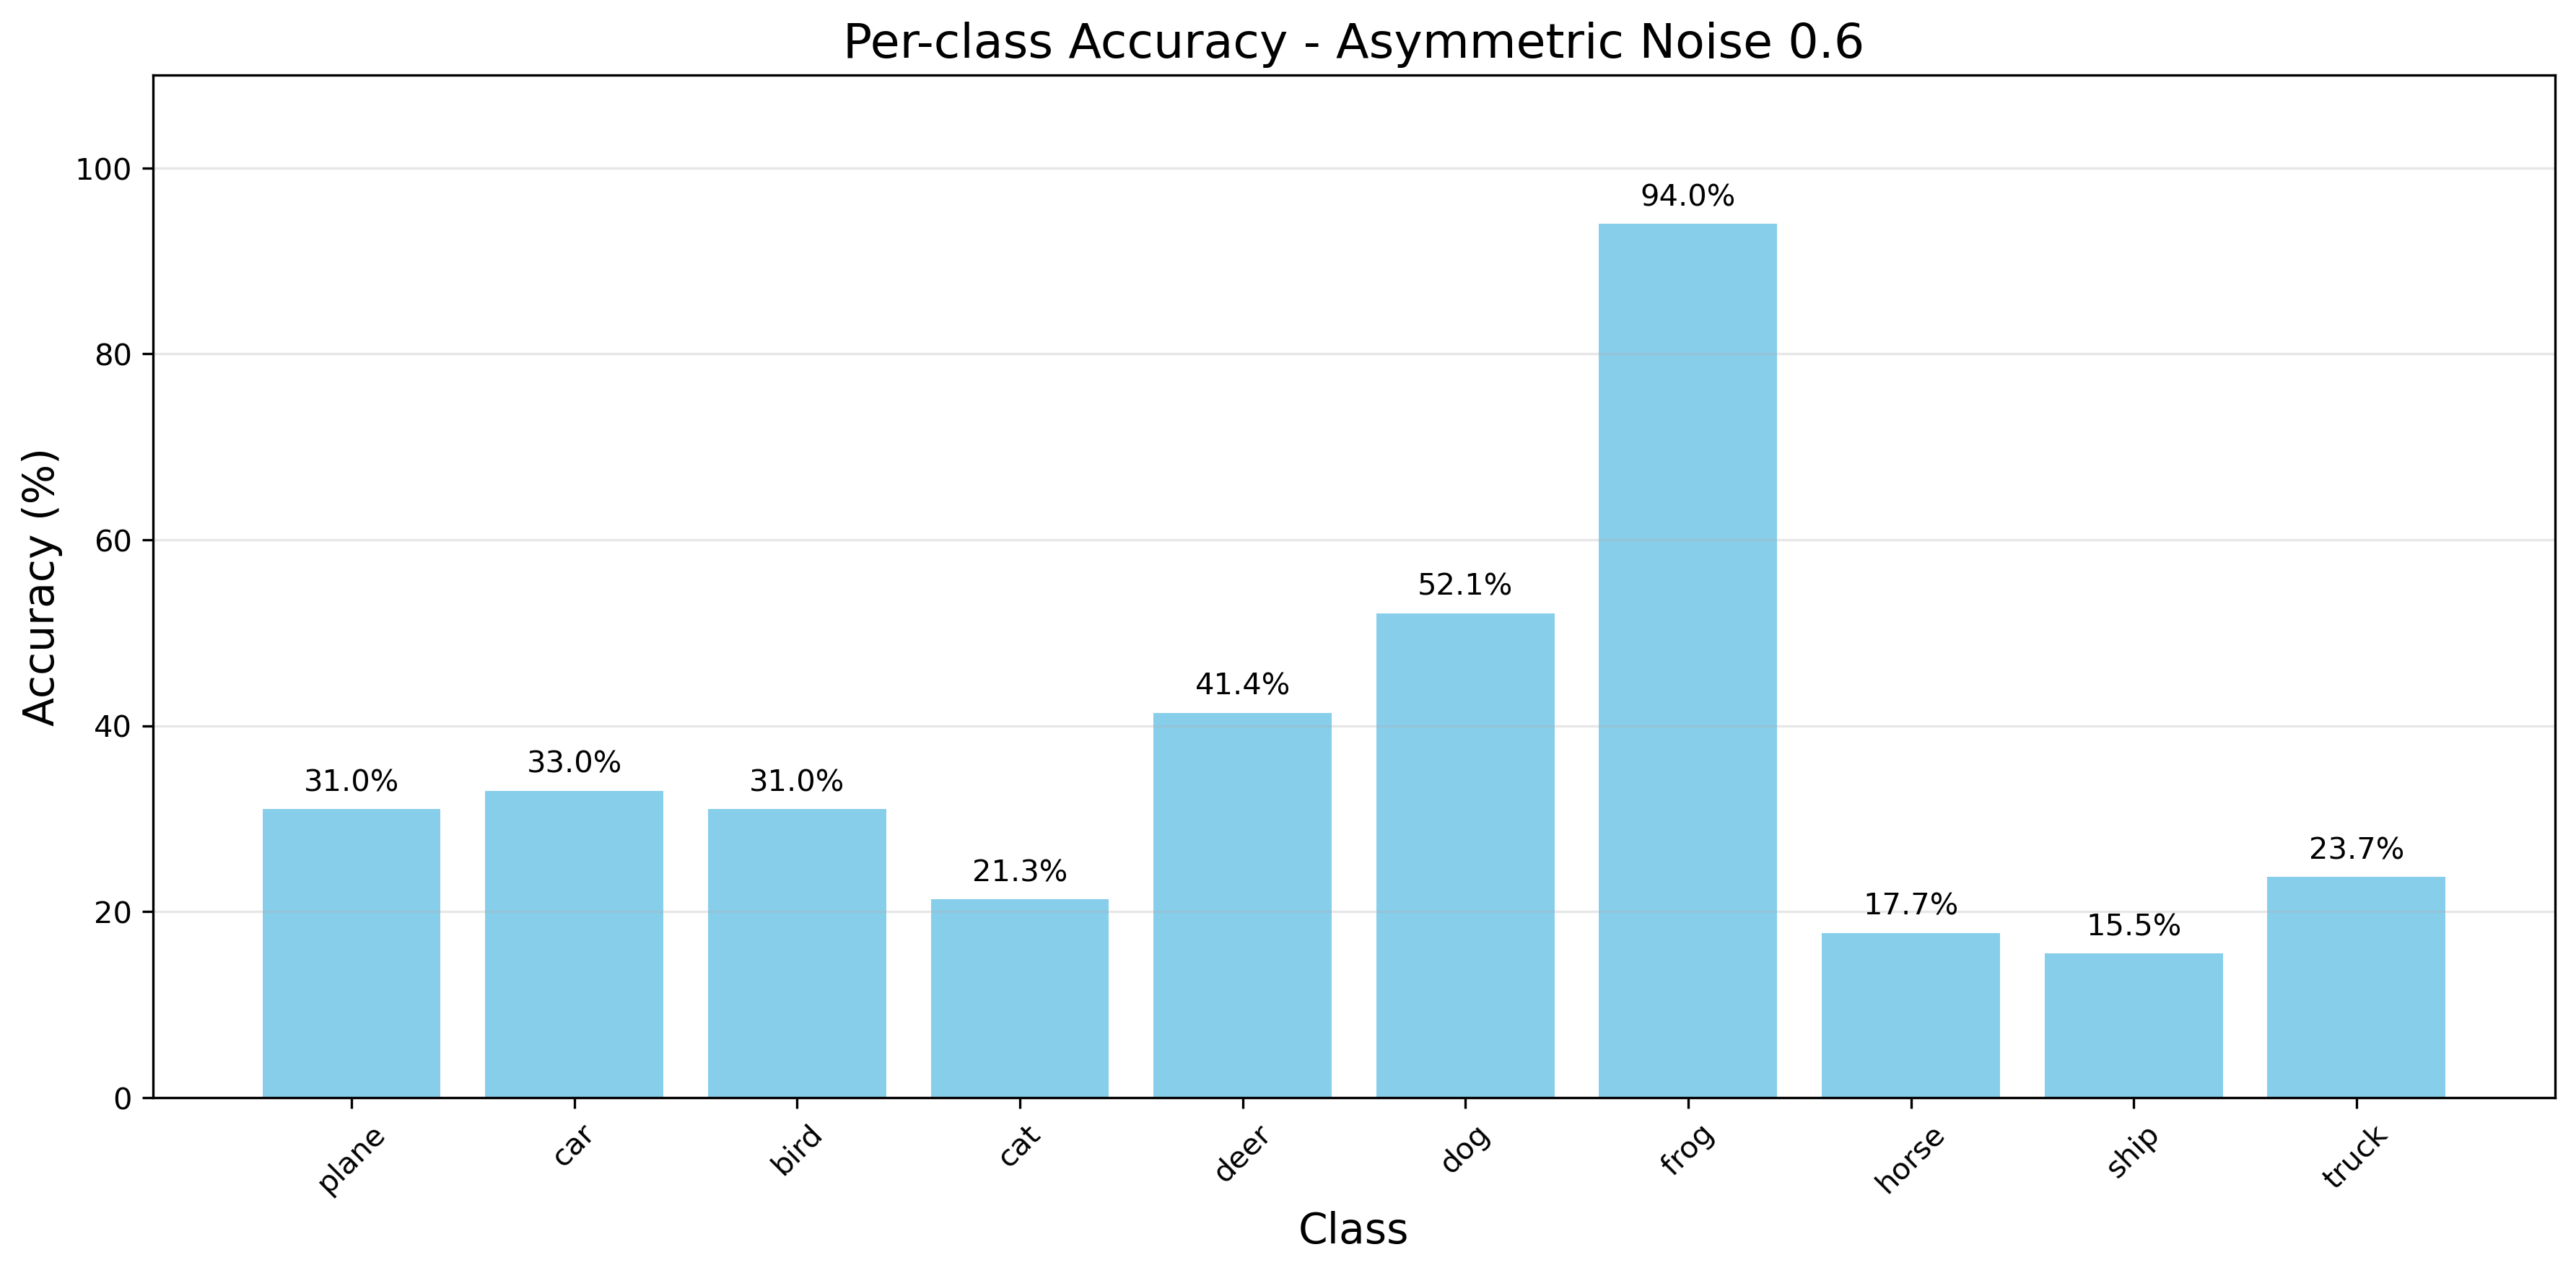 Per-class Accuracy - Asymmetric Noise 0.6
Accuracy (%)
100
80
60
40
20
0
31.0%
33.0%
31.0%
21.3%
41.4%
52.1%
94.0%
17.7%
15.5%
23.7%
plane
car
bird
cat
deer
dog
frog
horse
ship
truck
Class